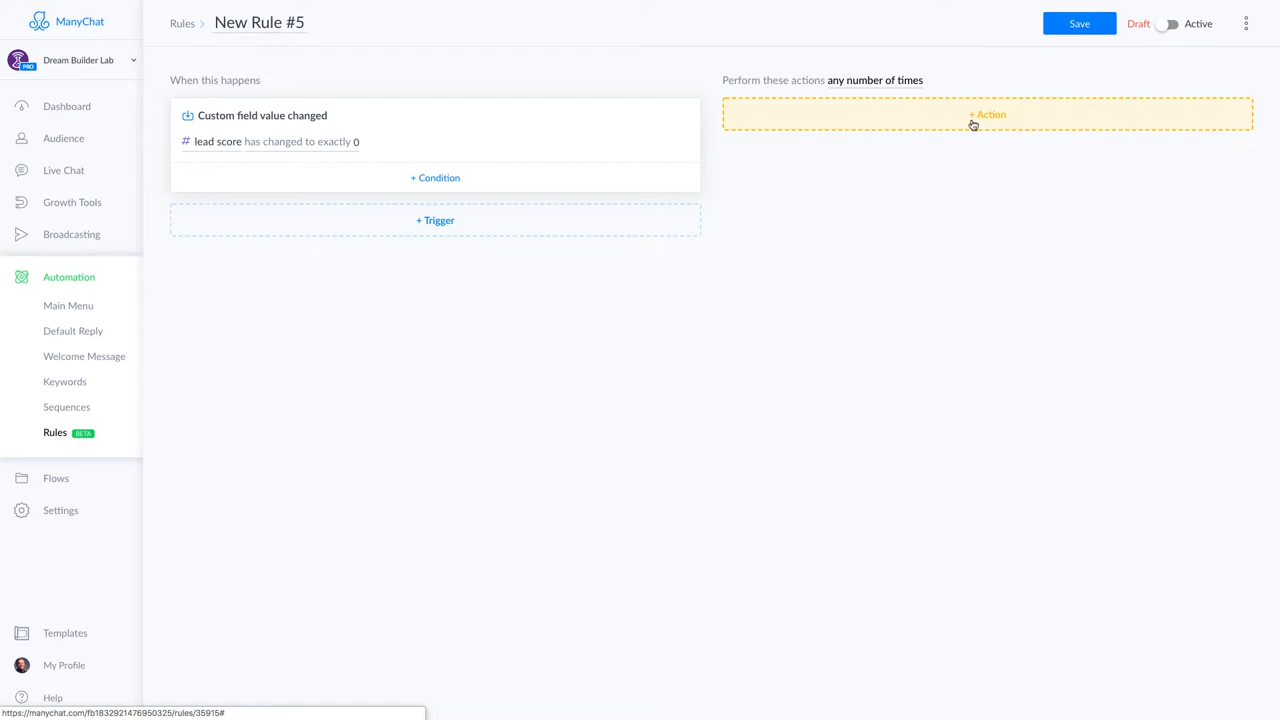 ManyChat
Rules
New Rule #5
Save
Draft
Active
PRO
Dream Builder Lab
When this happens
Perform these actions any number of times
Dashboard
Audience
Live Chat
Growth Tools
Broadcasting
Automation
Main Menu
Default Reply
Welcome Message
Keywords
Sequences
Rules BETA
Flows
Settings
Templates
My Profile
Help
Custom field value changed
# lead score has changed to exactly 0
+ Condition
+ Trigger
+ Action
https://manychat.com/fb1832921476950325/rules/35915#